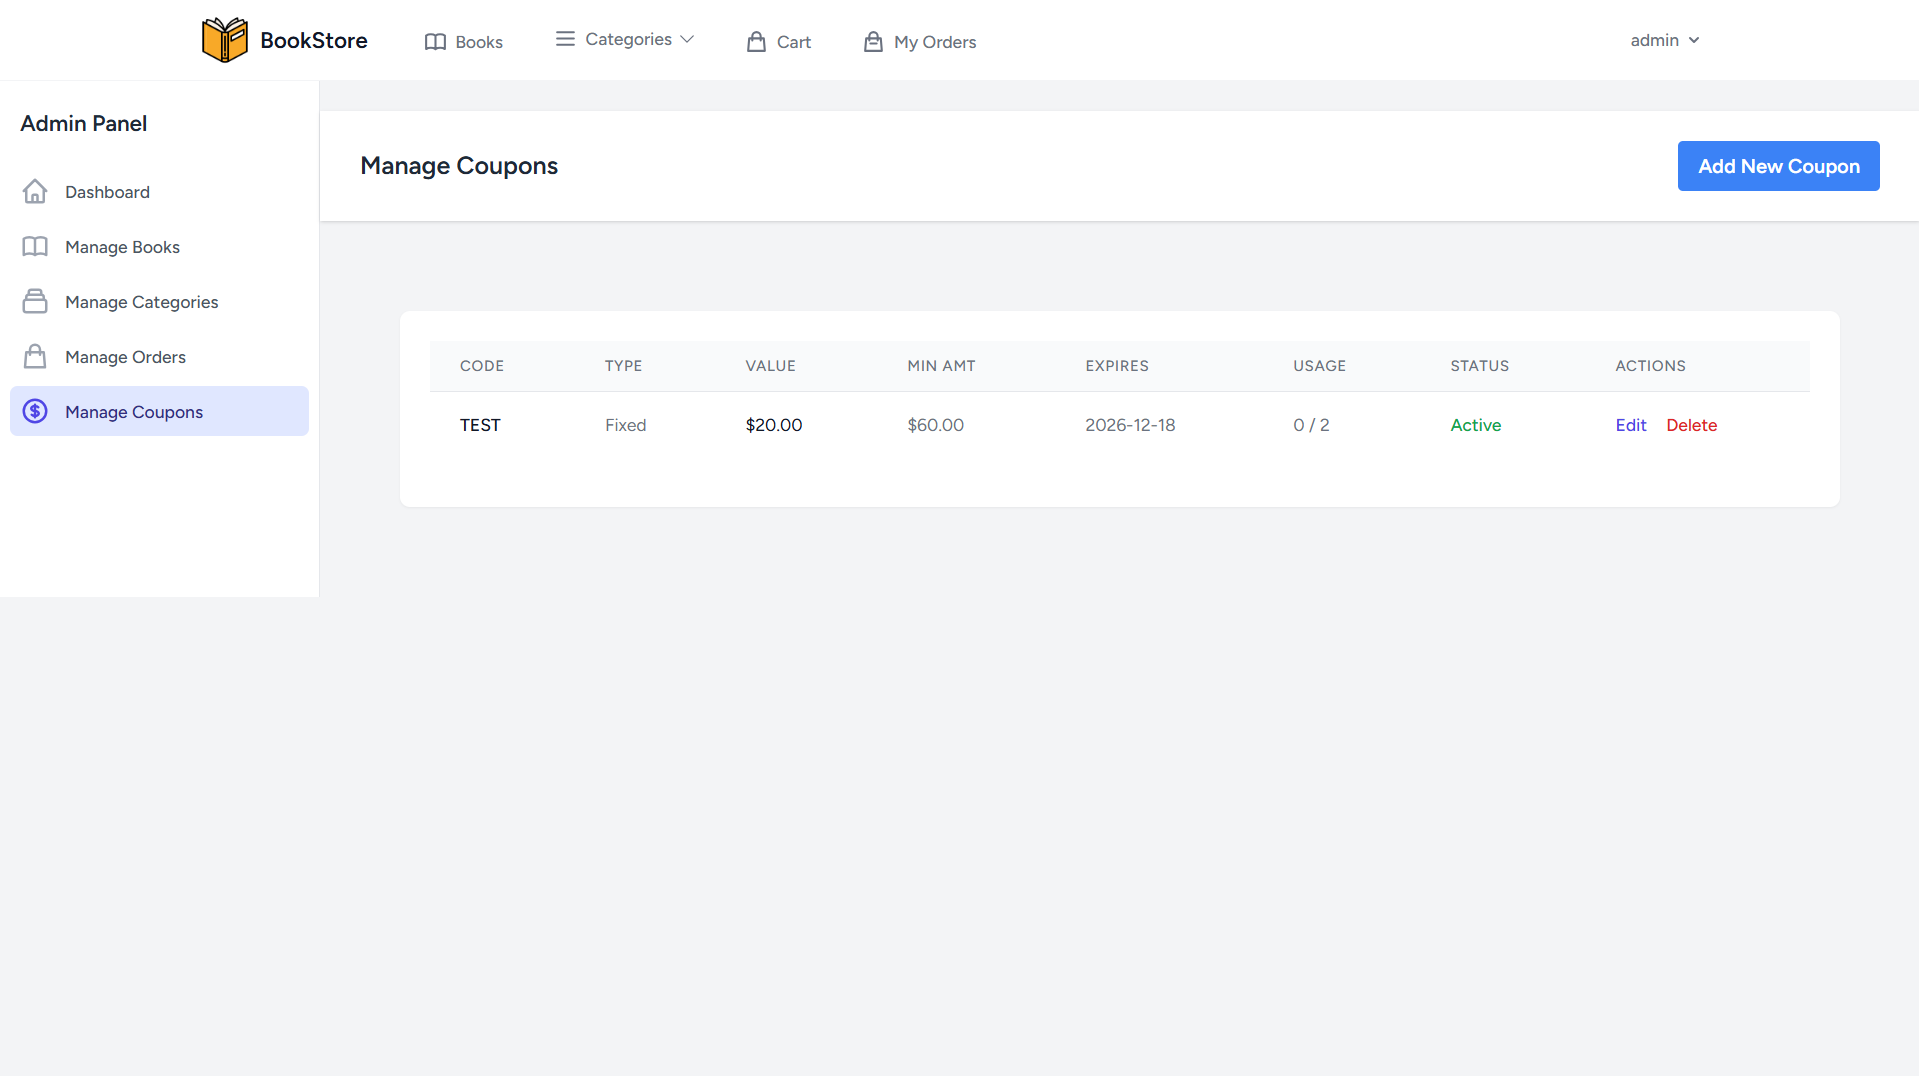 BookStore
Books
Categories
Cart
My Orders
admin
Admin Panel
Dashboard
Manage Books
Manage Categories
Manage Orders
Manage Coupons
Manage Coupons
Add New Coupon
CODE TYPE VALUE MIN AMT EXPIRES USAGE STATUS ACTIONS
TEST Fixed $20.00 $60.00 2026-12-18 0 / 2 Active Edit Delete